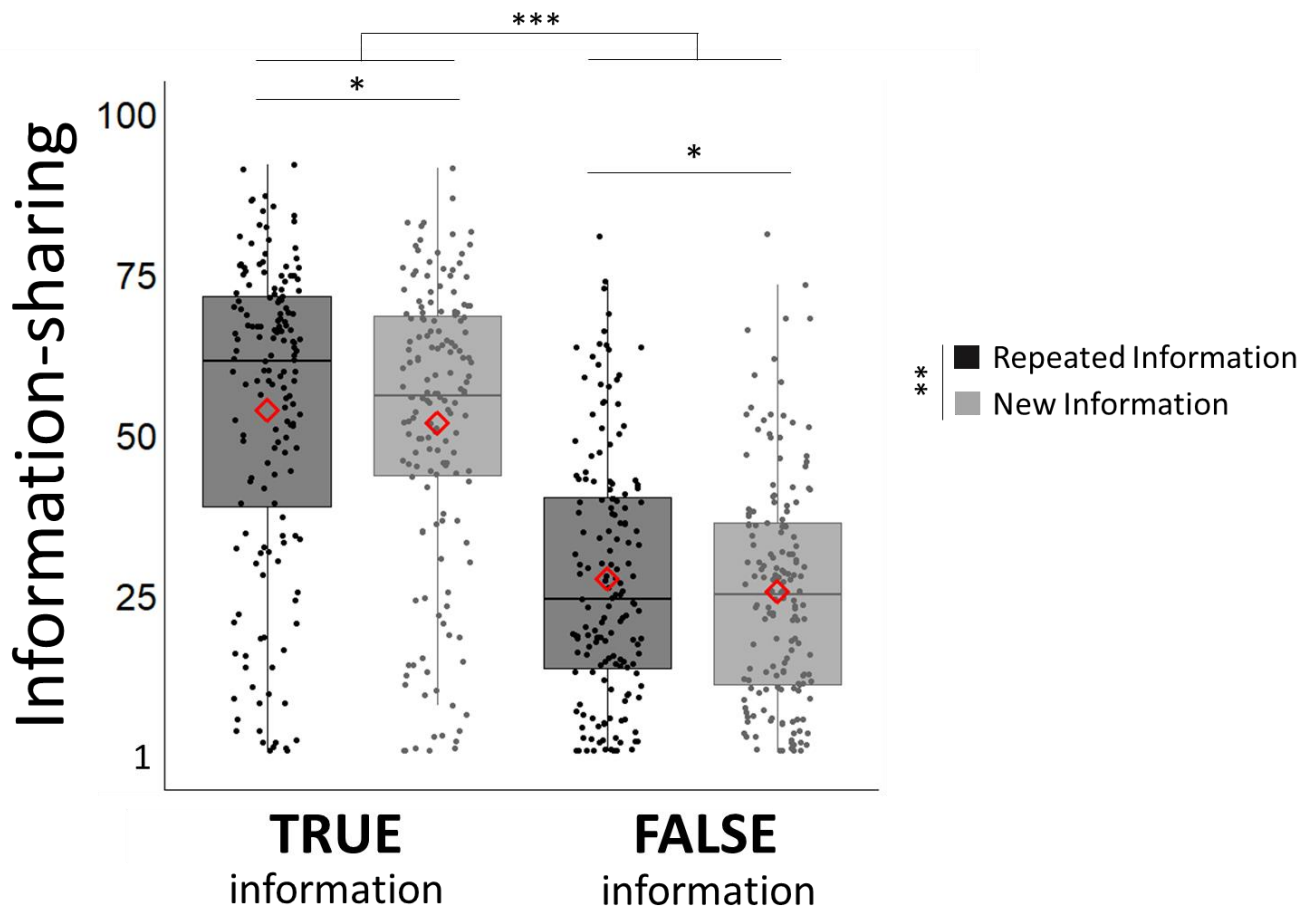 ***
*
100
*
75
50
25
1
Information-sharing
**
Repeated Information
New Information
TRUE
information
FALSE
information